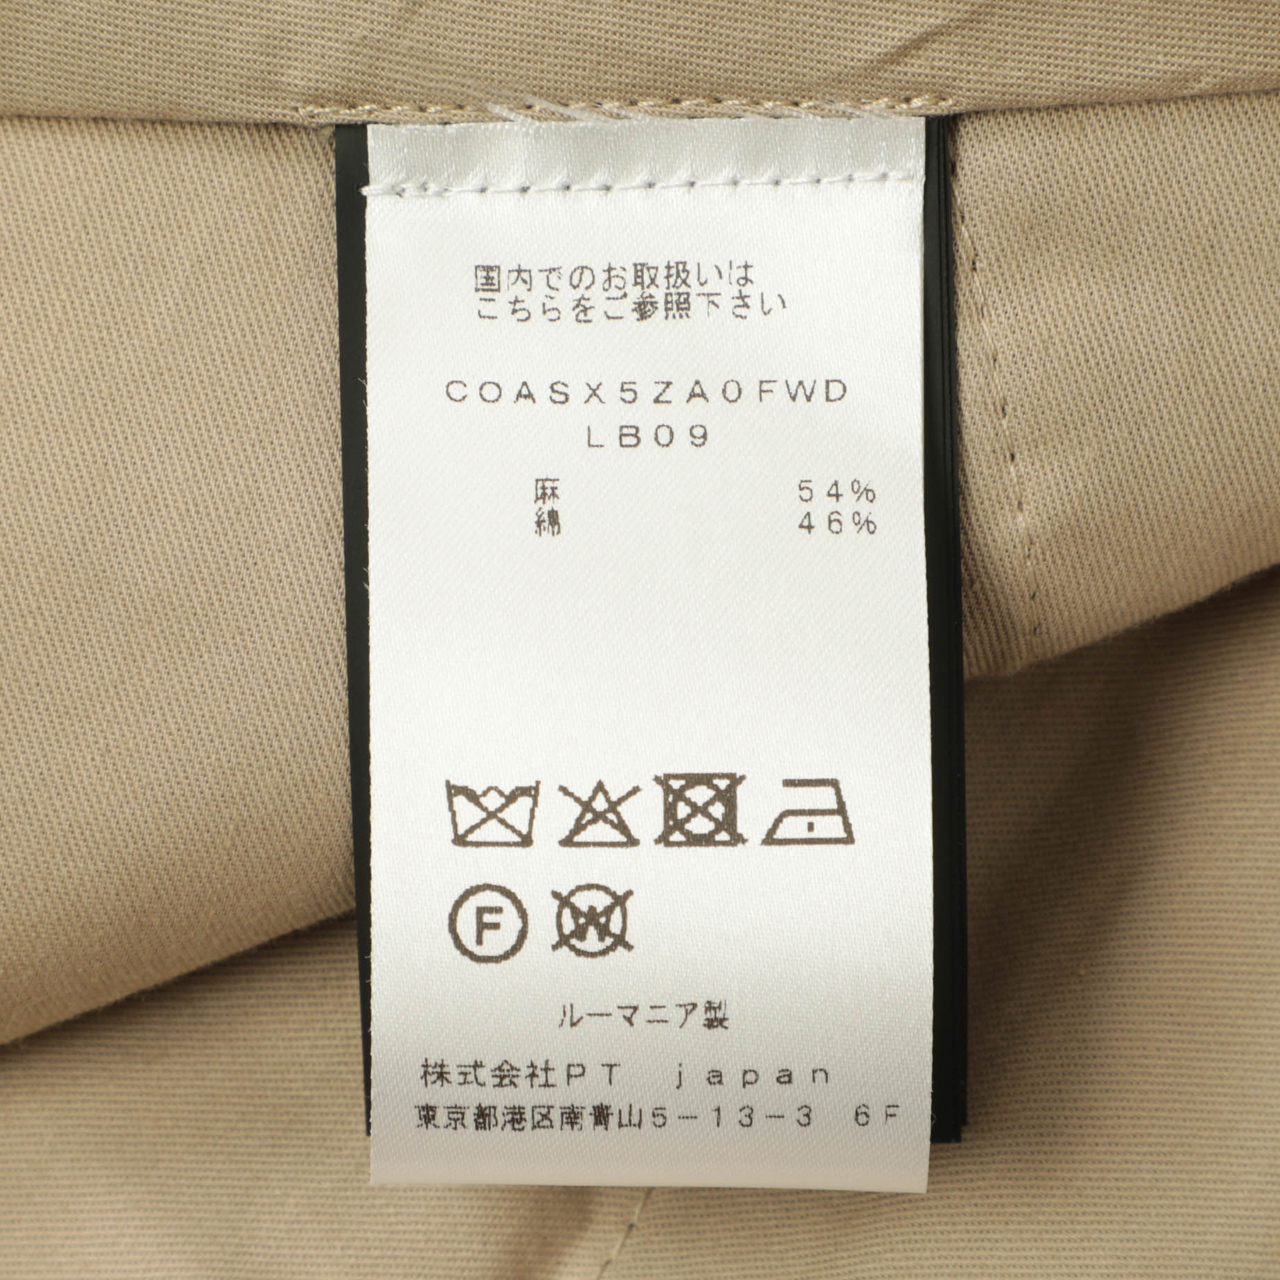 国内でのお取扱いは
こちらをご参照下さい
COASX5ZA0FWD
LB09
麻 54%
綿 46%
F
W
ルーマニア製
株式会社PT japan
東京都港区南青山5-13-3 6F